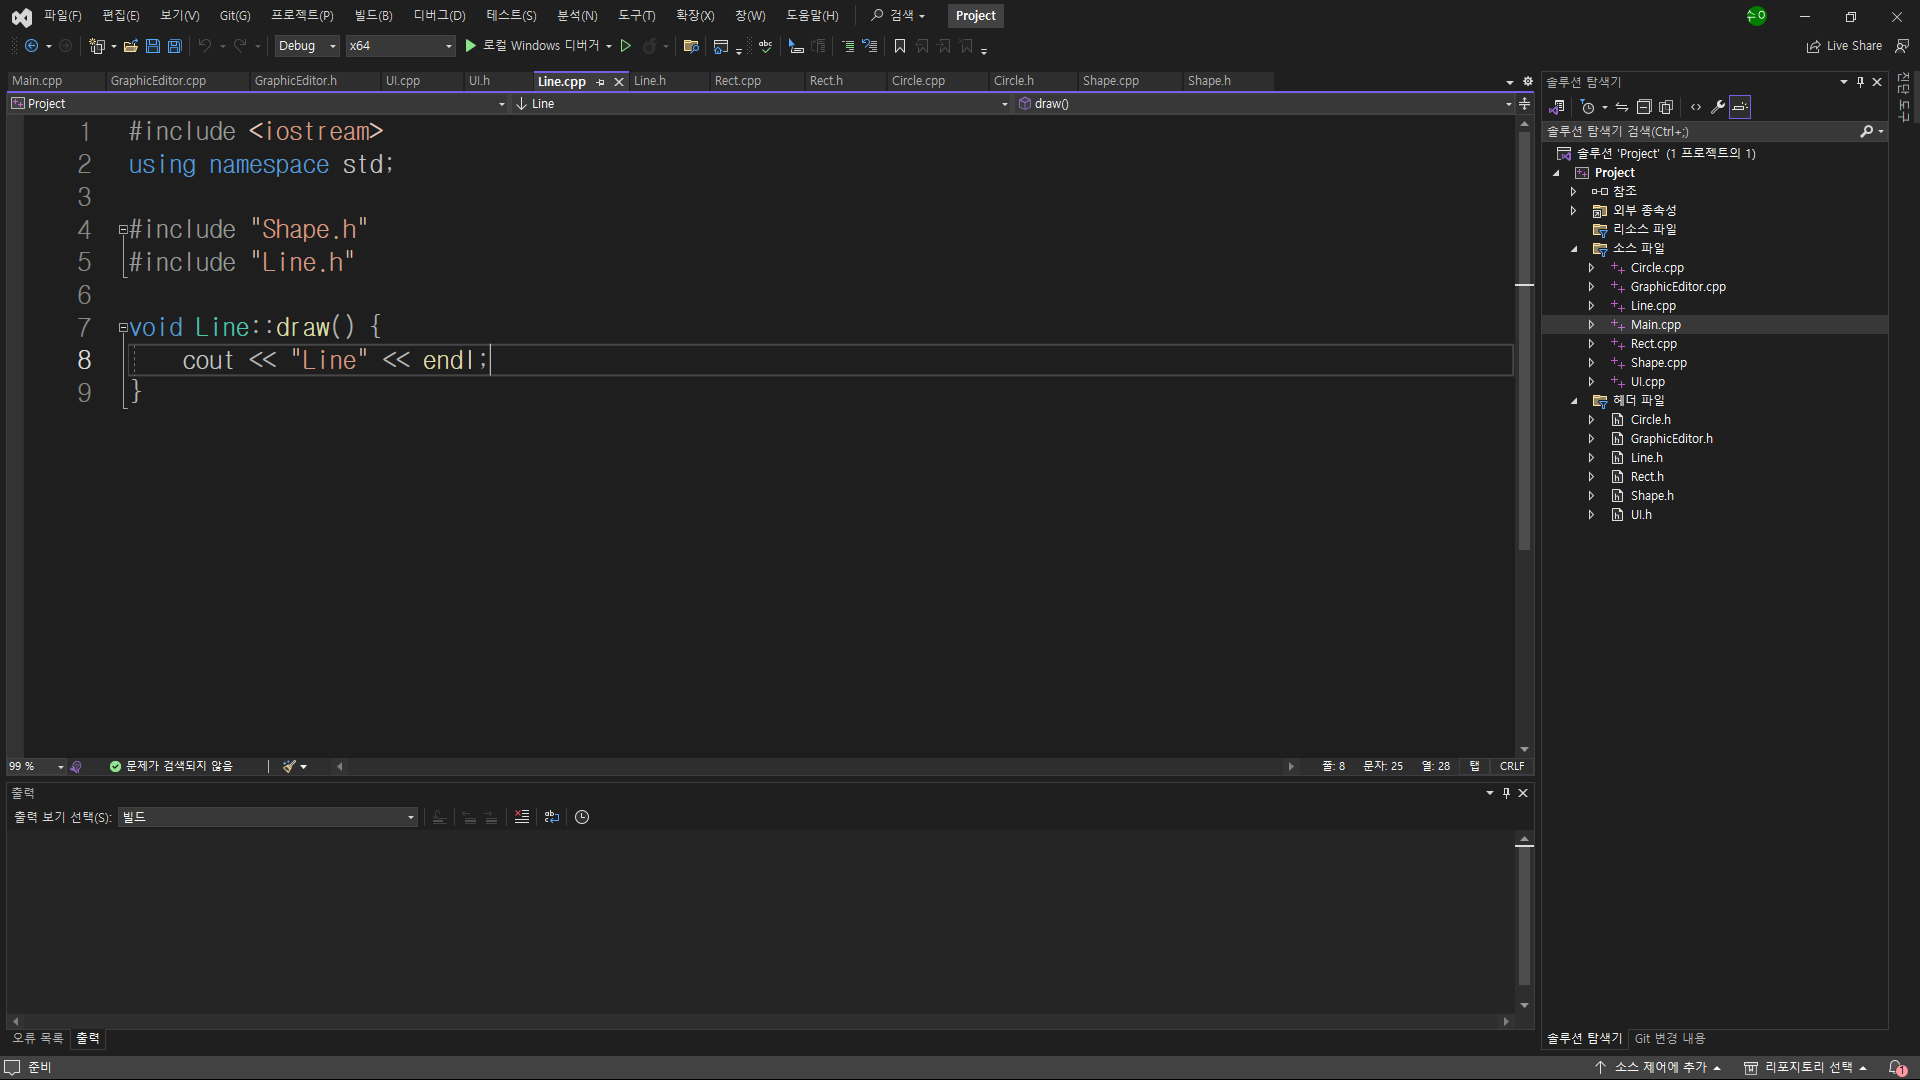 파일(F) 편집(E) 보기(V) Git(G) 프로젝트(P) 빌드(B) 디버그(D) 테스트(S) 분석(N) 도구(T) 확장(X) 창(W) 도움말(H) 검색 Project
Debug x64 로컬 Windows 디버거 Live Share
Main.cpp GraphicEditor.cpp GraphicEditor.h UI.cpp UI.h Line.cpp Line.h Rect.cpp Rect.h Circle.cpp Circle.h Shape.cpp Shape.h
Project Line draw()
1 #include <iostream>
2 using namespace std;
3
4 #include "Shape.h"
5 #include "Line.h"
6
7 void Line::draw() {
8 cout << "Line" << endl;
9 }
99 % 문제가 검색되지 않음 줄: 8 문자: 25 열: 28 탭 CRLF
출력
출력 보기 선택(S): 빌드
오류 목록 출력
솔루션 탐색기
솔루션 탐색기 검색(Ctrl+;)
솔루션 'Project' (1 프로젝트의 1)
Project
참조
외부 종속성
리소스 파일
소스 파일
Circle.cpp
GraphicEditor.cpp
Line.cpp
Main.cpp
Rect.cpp
Shape.cpp
UI.cpp
헤더 파일
Circle.h
GraphicEditor.h
Line.h
Rect.h
Shape.h
UI.h
솔루션 탐색기 Git 변경 내용
진단 도구
준비 소스 제어에 추가 리포지토리 선택 1